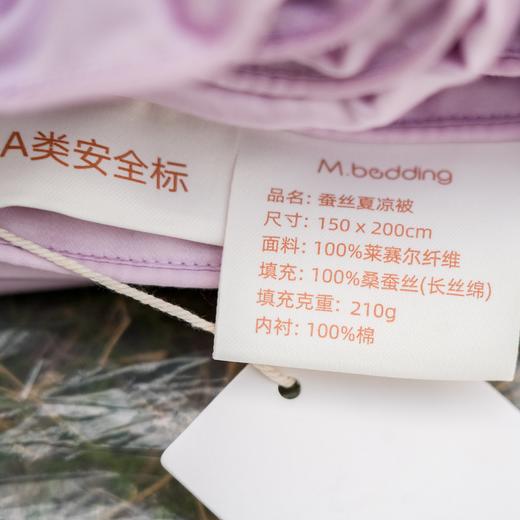 A类安全标
M.bedding
品名: 蚕丝夏凉被
尺寸: 150 x 200cm
面料: 100%莱赛尔纤维
填充: 100%桑蚕丝(长丝绵)
填充克重: 210g
内衬: 100%棉